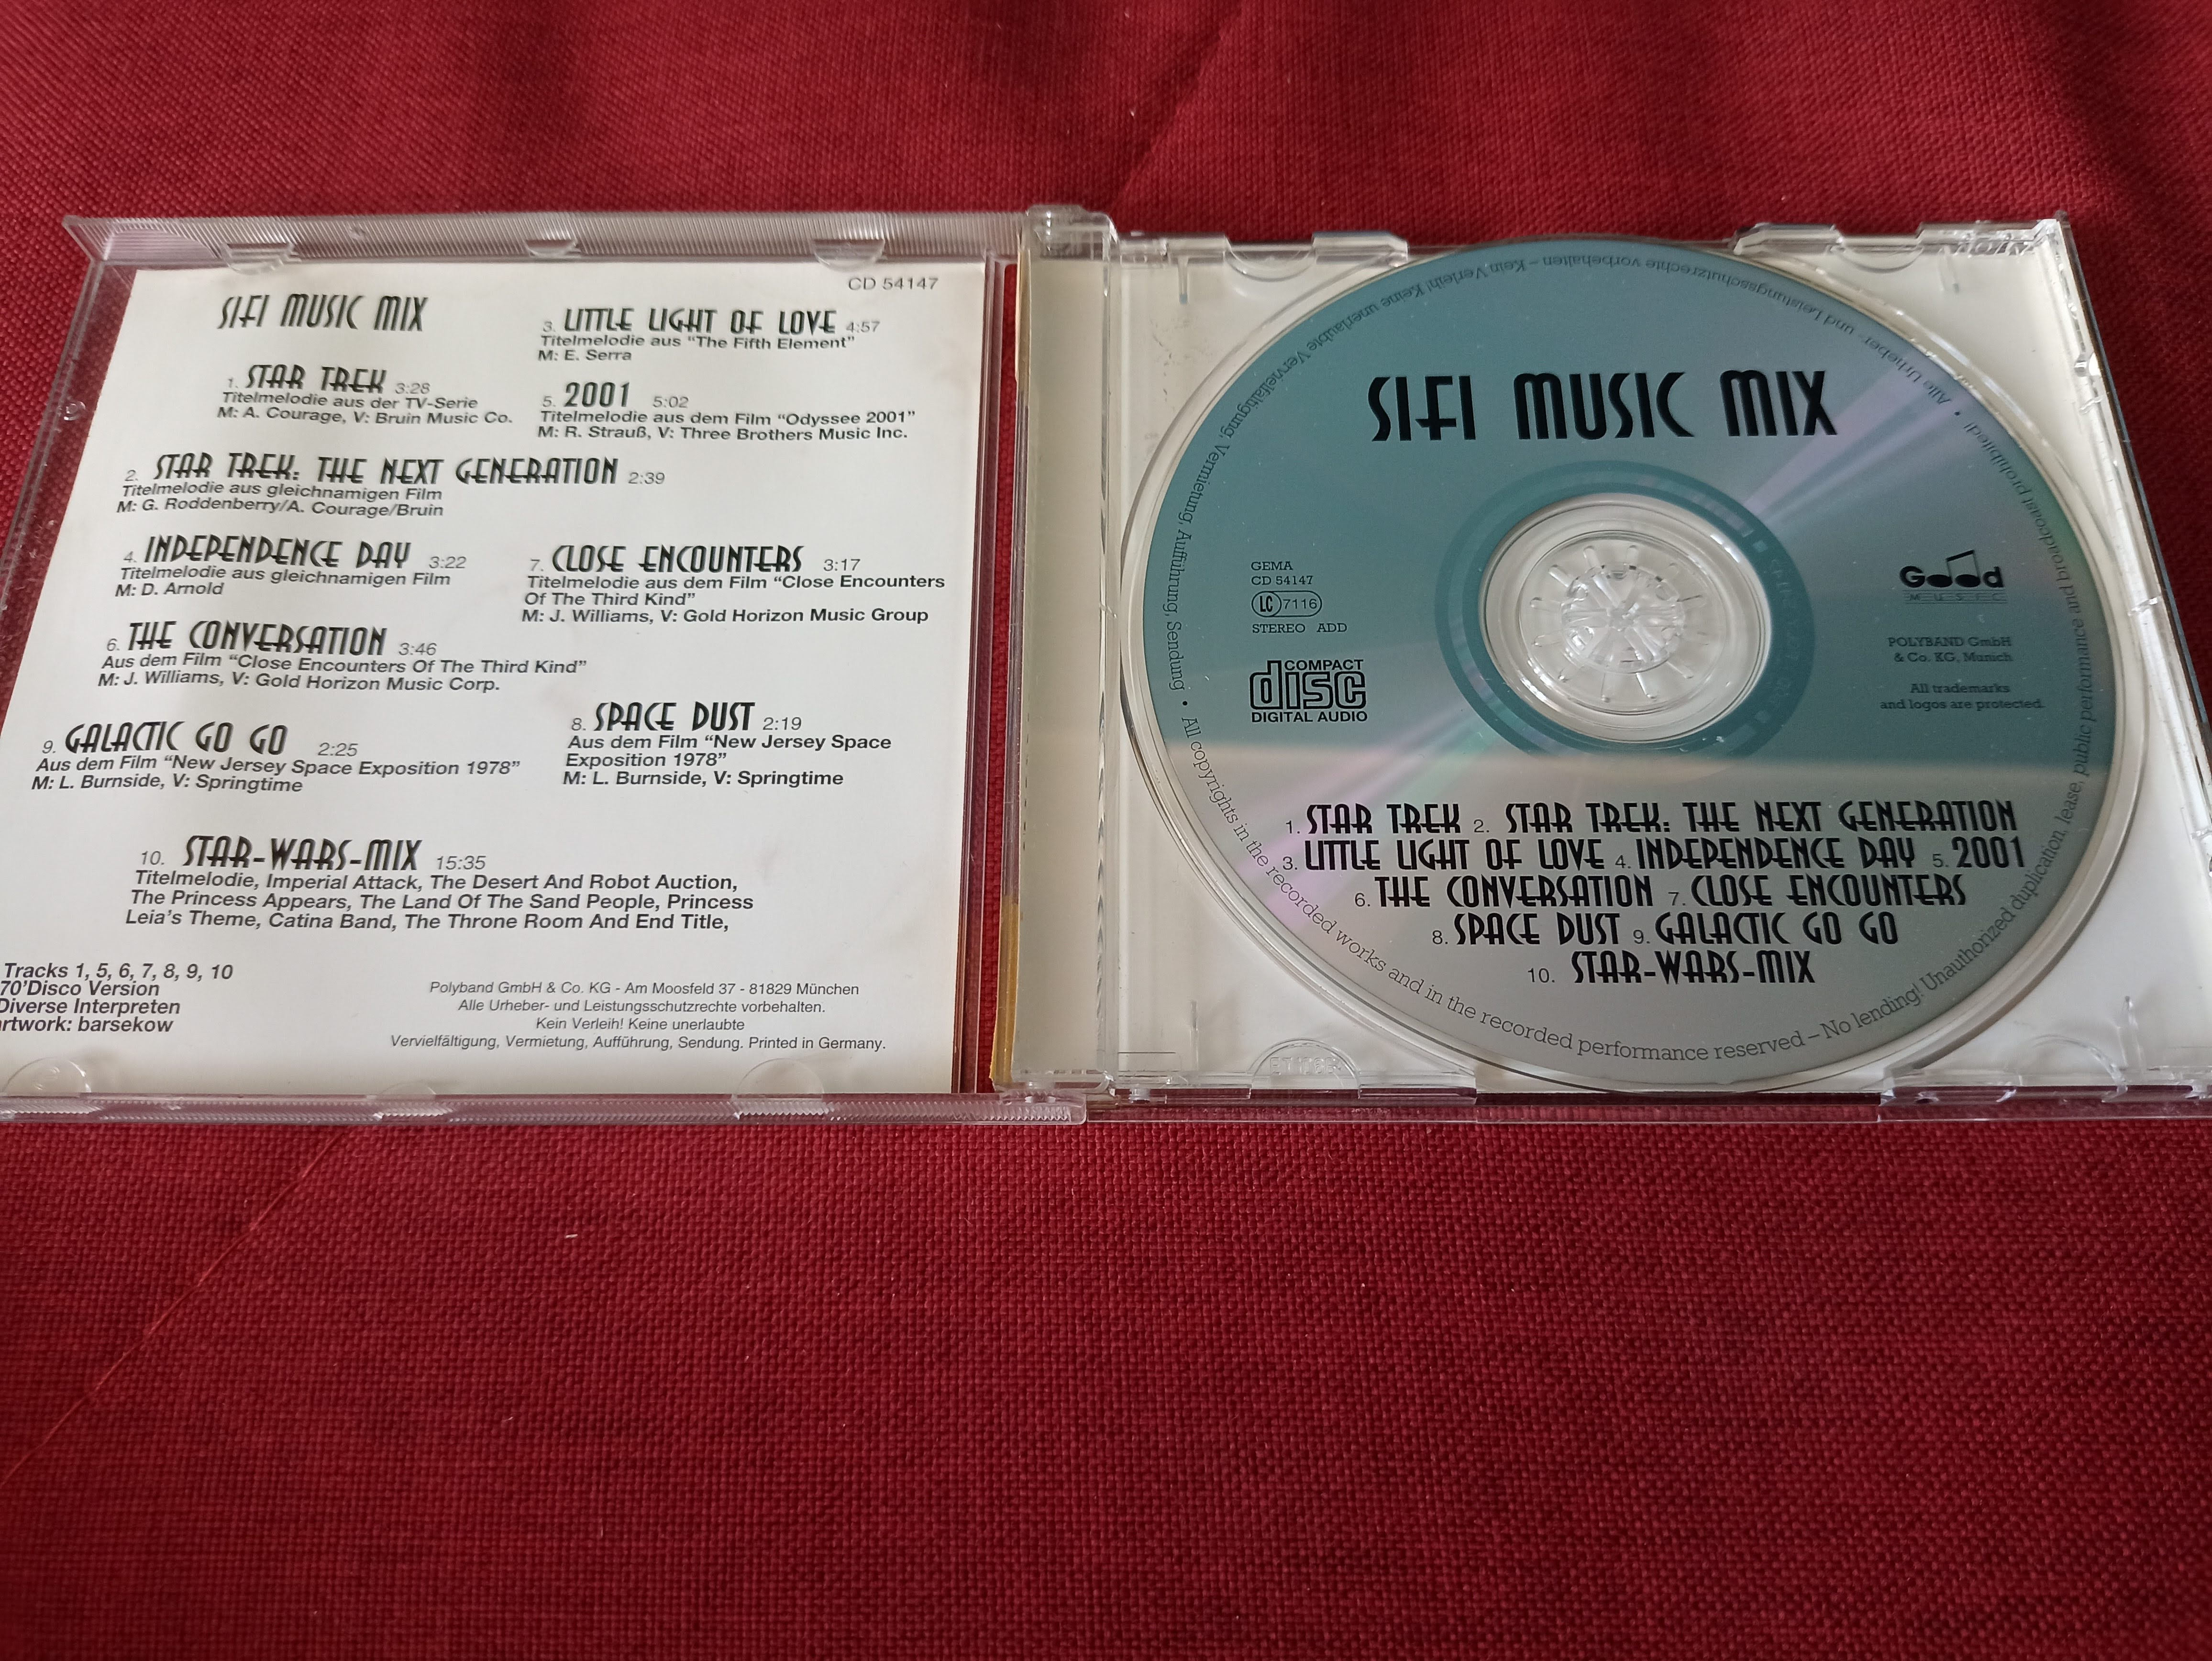 CD 54147
SIFI MUSIC MIX
1. STAR TREK 3:28
Titelmelodie aus der TV-Serie
M: A. Courage, V: Bruin Music Co.
3. LITTLE LIGHT OF LOVE 4:57
Titelmelodie aus "The Fifth Element"
M: E. Serra
5. 2001 5:02
Titelmelodie aus dem Film "Odyssee 2001"
M: R. Strauß, V: Three Brothers Music Inc.
2. STAR TREK: THE NEXT GENERATION 2:39
Titelmelodie aus gleichnamigen Film
M: G. Roddenberry/A. Courage/Bruin
4. INDEPENDENCE DAY 3:22
Titelmelodie aus gleichnamigen Film
M: D. Arnold
7. CLOSE ENCOUNTERS 3:17
Titelmelodie aus dem Film "Close Encounters
Of The Third Kind"
M: J. Williams, V: Gold Horizon Music Group
6. THE CONVERSATION 3:46
Aus dem Film "Close Encounters Of The Third Kind"
M: J. Williams, V: Gold Horizon Music Corp.
8. SPACE DUST 2:19
Aus dem Film "New Jersey Space
Exposition 1978"
M: L. Burnside, V: Springtime
9. GALACTIC GO GO 2:25
Aus dem Film "New Jersey Space Exposition 1978"
M: L. Burnside, V: Springtime
10. STAR-WARS-MIX 15:35
Titelmelodie, Imperial Attack, The Desert And Robot Auction,
The Princess Appears, The Land Of The Sand People, Princess
Leia's Theme, Catina Band, The Throne Room And End Title,
Tracks 1, 5, 6, 7, 8, 9, 10
70'Disco Version
Diverse Interpreten
rtwork: barsekow
Polyband GmbH & Co. KG - Am Moosfeld 37 - 81829 München
Alle Urheber- und Leistungsschutzrechte vorbehalten.
Kein Verleih! Keine unerlaubte
Vervielfältigung, Vermietung, Aufführung, Sendung. Printed in Germany.
SIFI MUSIC MIX
GEMA
CD 54147
LC 7116
STEREO ADD
COMPACT
disc
DIGITAL AUDIO
Good
MUSIC
POLYBAND GmbH
& Co. KG, Munich
All trademarks
and logos are protected.
1. STAR TREK 2. STAR TREK: THE NEXT GENERATION
3. LITTLE LIGHT OF LOVE 4. INDEPENDENCE DAY 5. 2001
6. THE CONVERSATION 7. CLOSE ENCOUNTERS
8. SPACE DUST 9. GALACTIC GO GO
10. STAR-WARS-MIX
Alle Urheber- und Leistungsschutzrechte vorbehalten – Kein Verleih! Keine unerlaubte Vervielfältigung, Vermietung, Aufführung, Sendung •
All copyrights in the recorded works and in the recorded performance reserved – No lending! Unauthorized duplication, lease, public performance and broadcast prohibited! •